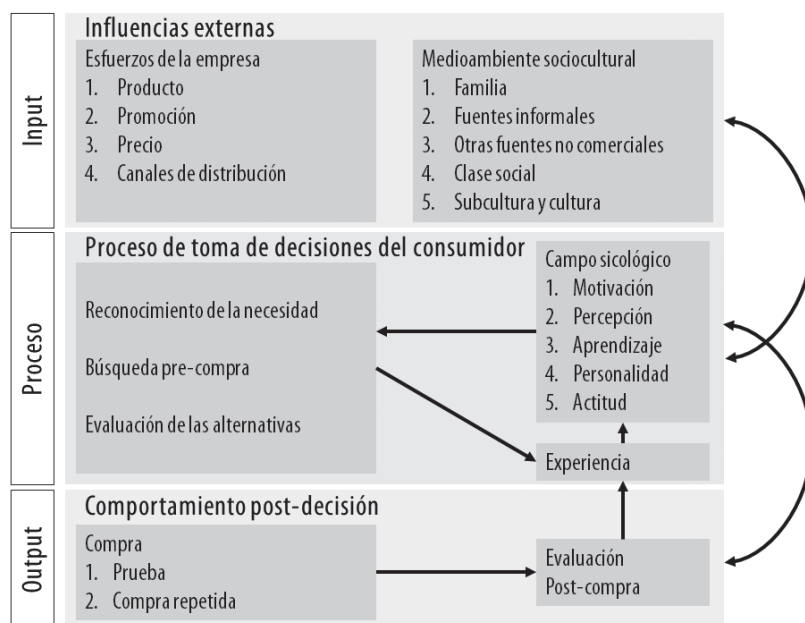 Input
Influencias externas
Esfuerzos de la empresa
1. Producto
2. Promoción
3. Precio
4. Canales de distribución
Medioambiente sociocultural
1. Familia
2. Fuentes informales
3. Otras fuentes no comerciales
4. Clase social
5. Subcultura y cultura
Proceso
Proceso de toma de decisiones del consumidor
Reconocimiento de la necesidad
Búsqueda pre-compra
Evaluación de las alternativas
Campo sicológico
1. Motivación
2. Percepción
3. Aprendizaje
4. Personalidad
5. Actitud
Experiencia
Output
Comportamiento post-decisión
Compra
1. Prueba
2. Compra repetida
Evaluación
Post-compra